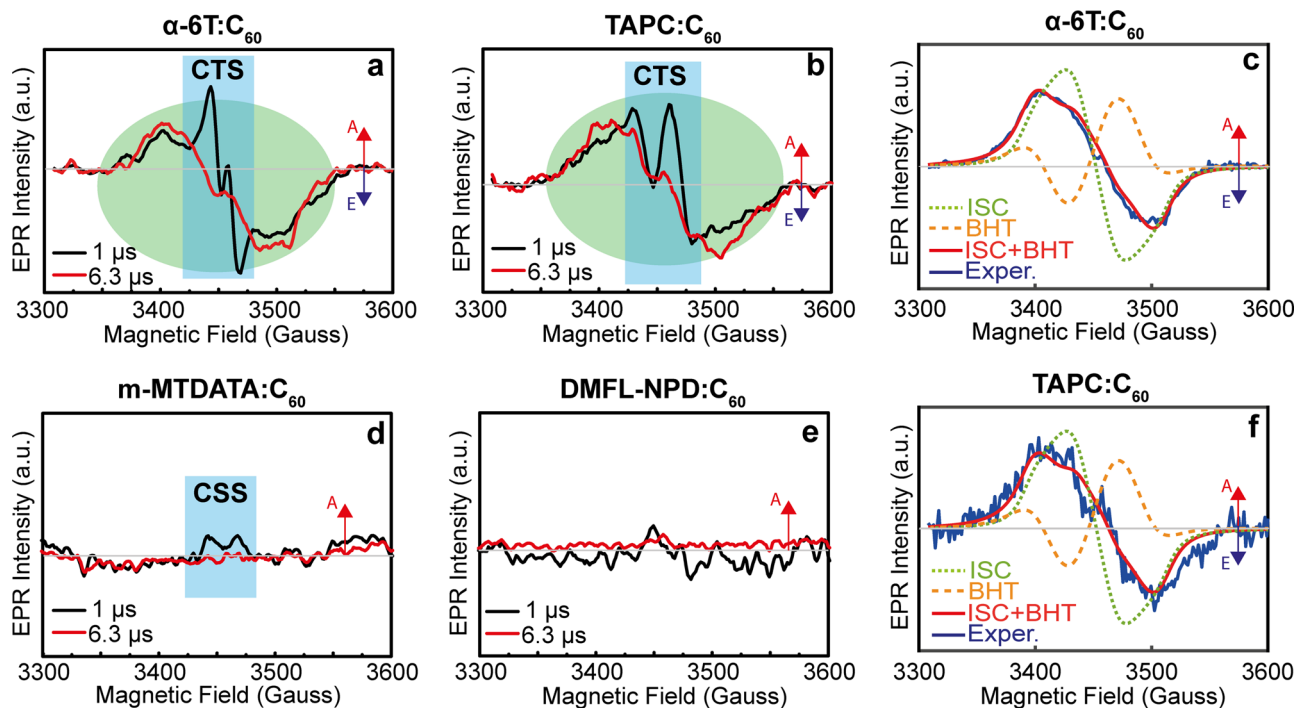 α-6T:C60
a
CTS
A
E
1 µs
6.3 µs
EPR Intensity (a.u.)
3300 3400 3500 3600
Magnetic Field (Gauss)
TAPC:C60
b
CTS
A
E
1 µs
6.3 µs
EPR Intensity (a.u.)
3300 3400 3500 3600
Magnetic Field (Gauss)
α-6T:C60
c
A
E
ISC
BHT
ISC+BHT
Exper.
EPR Intensity (a.u.)
3300 3400 3500 3600
Magnetic Field (Gauss)
m-MTDATA:C60
d
CSS
A
1 µs
6.3 µs
EPR Intensity (a.u.)
3300 3400 3500 3600
Magnetic Field (Gauss)
DMFL-NPD:C60
e
A
1 µs
6.3 µs
EPR Intensity (a.u.)
3300 3400 3500 3600
Magnetic Field (Gauss)
TAPC:C60
f
A
E
ISC
BHT
ISC+BHT
Exper.
EPR Intensity (a.u.)
3300 3400 3500 3600
Magnetic Field (Gauss)